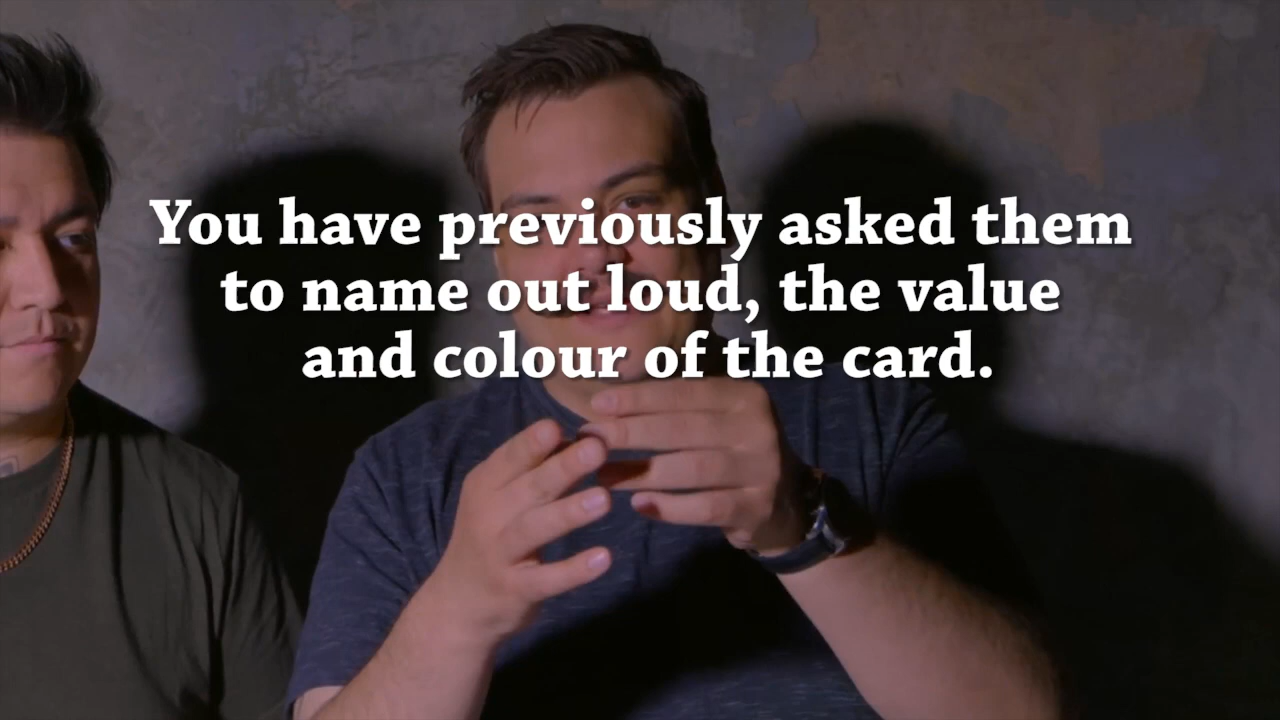 You have previously asked them
to name out loud, the value
and colour of the card.